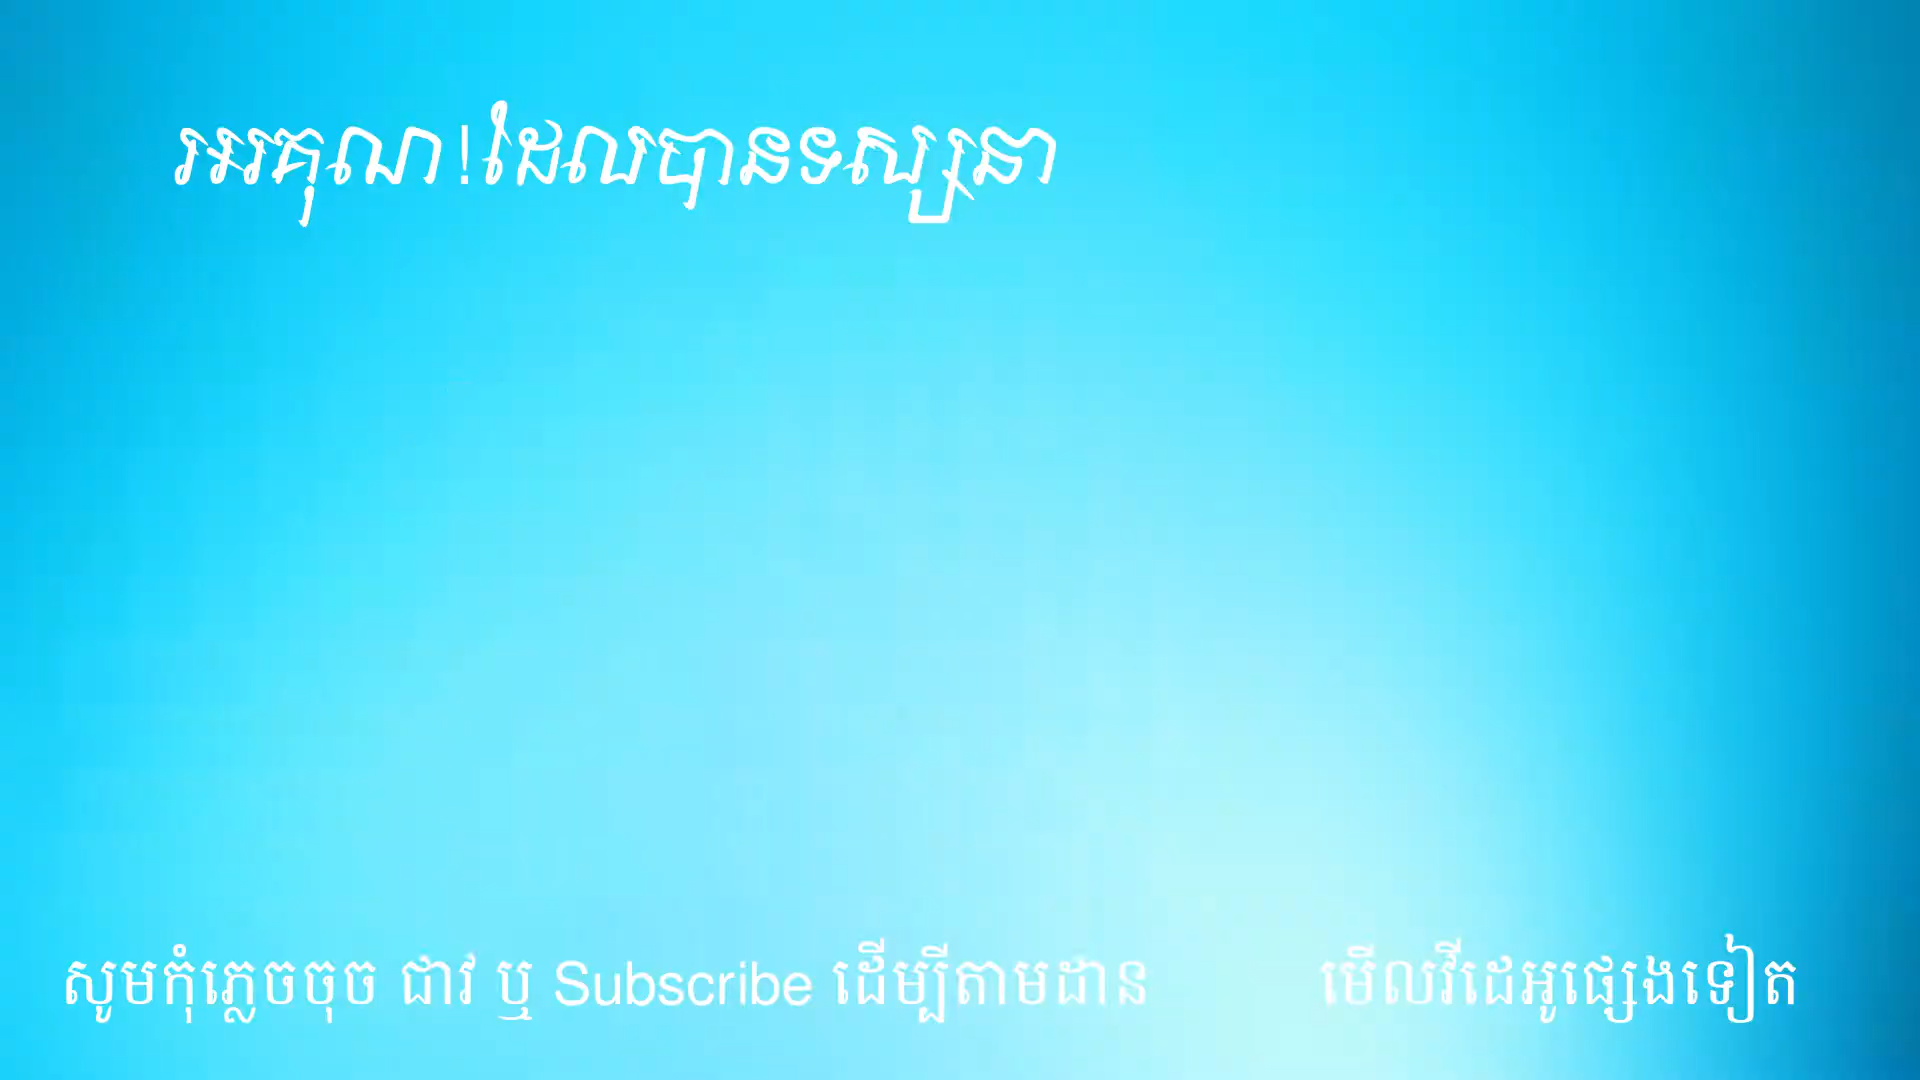 អរគុណ!ដែលបានទស្សនា
សូមកុំភ្លេចចុច ជាវ ឬ Subscribe ដើម្បីតាមដាន
មើលវីដេអូផ្សេងទៀត